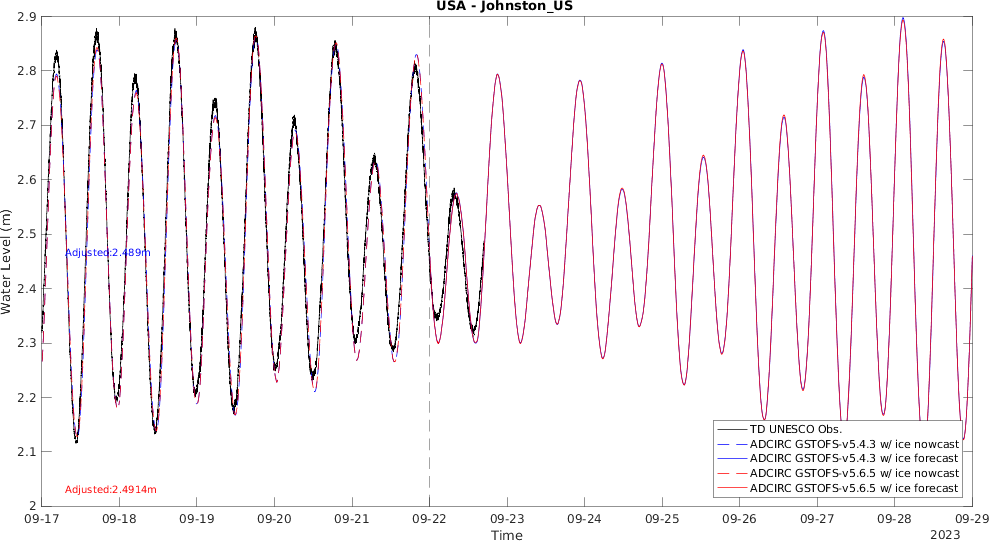 USA - Johnston_US
2.9
2.8
2.7
2.6
2.5
2.4
2.3
2.2
2.1
2
Water Level (m)
Adjusted:2.489m
Adjusted:2.4914m
TD UNESCO Obs.
ADCIRC GSTOFS-v5.4.3 w/ ice nowcast
ADCIRC GSTOFS-v5.4.3 w/ ice forecast
ADCIRC GSTOFS-v5.6.5 w/ ice nowcast
ADCIRC GSTOFS-v5.6.5 w/ ice forecast
09-17 09-18 09-19 09-20 09-21 09-22 09-23 09-24 09-25 09-26 09-27 09-28 09-29
Time
2023